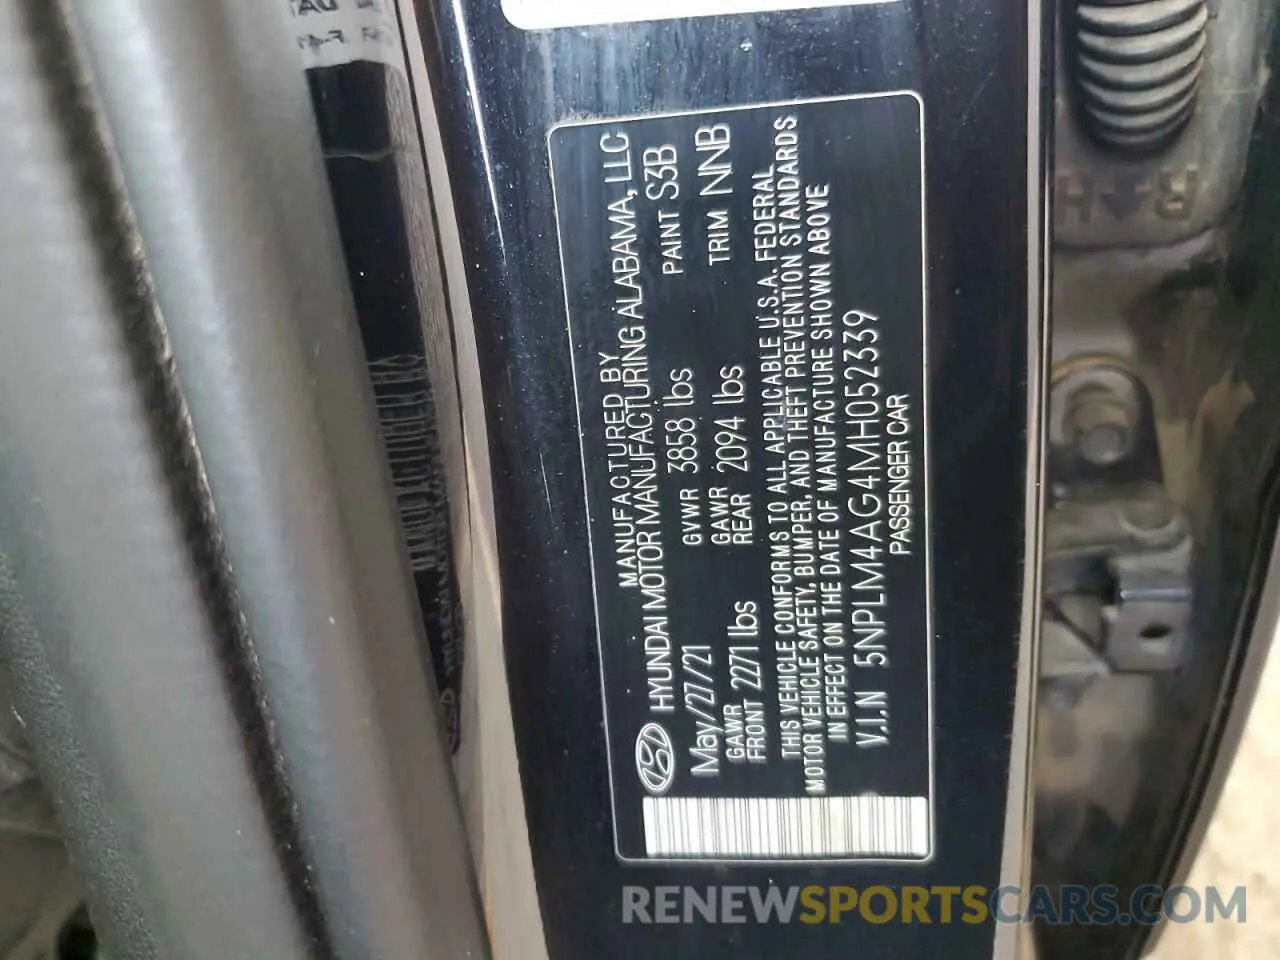 MANUFACTURED BY
HYUNDAI MOTOR MANUFACTURING ALABAMA, LLC
May/27/21 GVWR 3858 lbs PAINT S3B
GAWR FRONT 2271 lbs GAWR REAR 2094 lbs TRIM NNB
THIS VEHICLE CONFORMS TO ALL APPLICABLE U.S.A. FEDERAL
MOTOR VEHICLE SAFETY, BUMPER, AND THEFT PREVENTION STANDARDS
IN EFFECT ON THE DATE OF MANUFACTURE SHOWN ABOVE
V.I.N 5NPLM4AG4MH052339
PASSENGER CAR
RENEWSPORTSCARS.COM